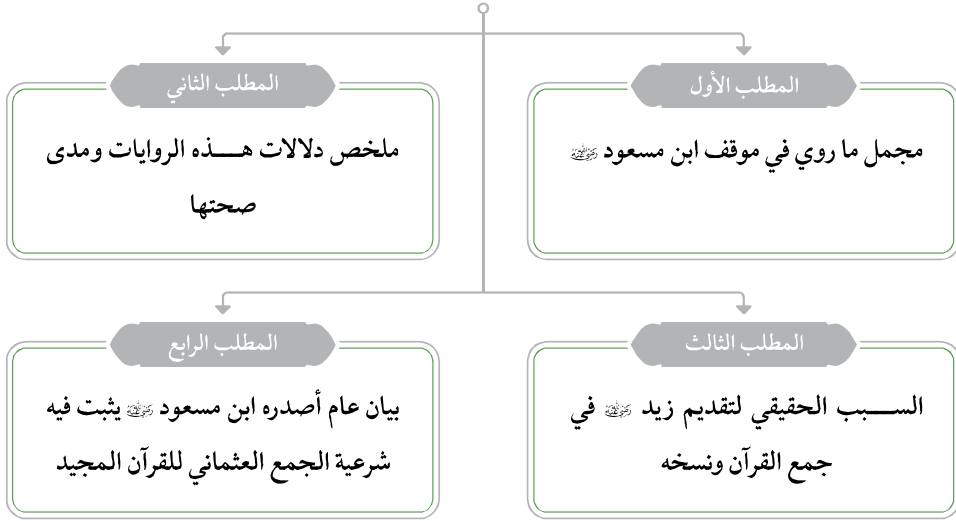 المطلب الأول
مجمل ما روي في موقف ابن مسعود ﵁
المطلب الثاني
ملخص دلالات هـــذه الروايات ومدى
صحتها
المطلب الثالث
الســـبب الحقيقي لتقديم زيد ﵁ في
جمع القرآن ونسخه
المطلب الرابع
بيان عام أصدره ابن مسعود ﵁ يثبت فيه
شرعية الجمع العثماني للقرآن المجيد